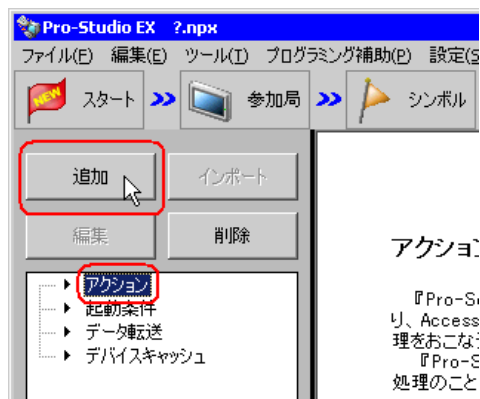 Pro-Studio EX ?.npx
ファイル(F) 編集(E) ツール(T) プログラミング補助(P) 設定(S
NEW スタート >> 参加局 >> シンボル
追加 インポート
編集 削除
アクション
起動条件
データ転送
デバイスキャッシュ
アクション
『Pro-S
り、Access
理をおこな
『Pro-S
処理のこと